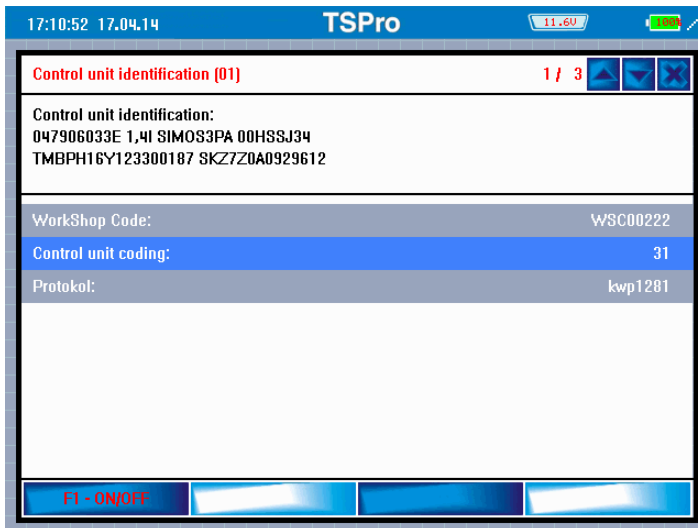 17:10:52 17.04.14 TSPro 11.6V 100%
Control unit identification (01) 1 / 3
Control unit identification:
047906033E 1,4l SIMOS3PA 00HSSJ34
TMBPH16Y123300187 SKZ7Z0A0929612
WorkShop Code: WSC00222
Control unit coding: 31
Protokol: kwp1281
F1 - ON/OFF